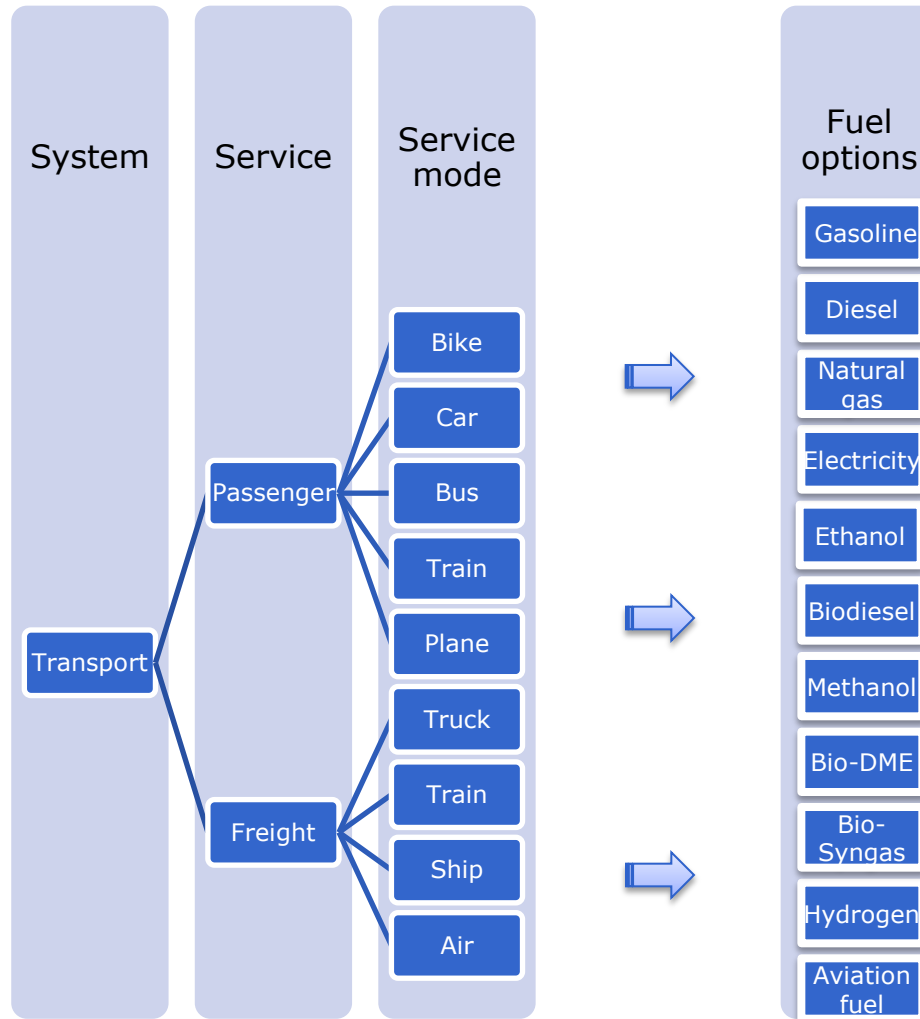 System
Service
Service
mode
Fuel
options
Transport
Passenger
Freight
Bike
Car
Bus
Train
Plane
Truck
Train
Ship
Air
Gasoline
Diesel
Natural
gas
Electricity
Ethanol
Biodiesel
Methanol
Bio-DME
Bio-
Syngas
Hydrogen
Aviation
fuel